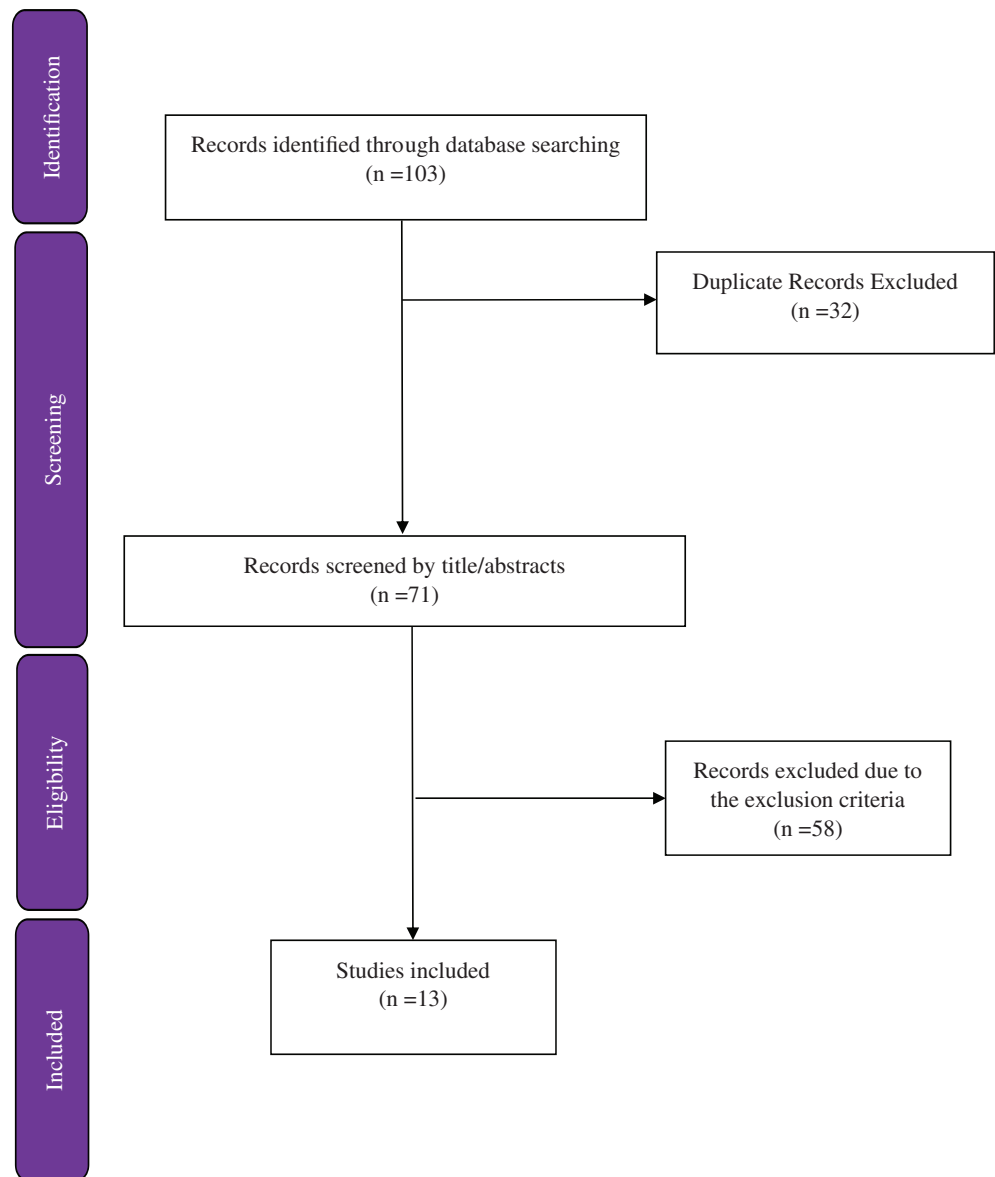 Identification
Records identified through database searching
(n =103)
Duplicate Records Excluded
(n =32)
Screening
Records screened by title/abstracts
(n =71)
Eligibility
Records excluded due to
the exclusion criteria
(n =58)
Studies included
(n =13)
Included